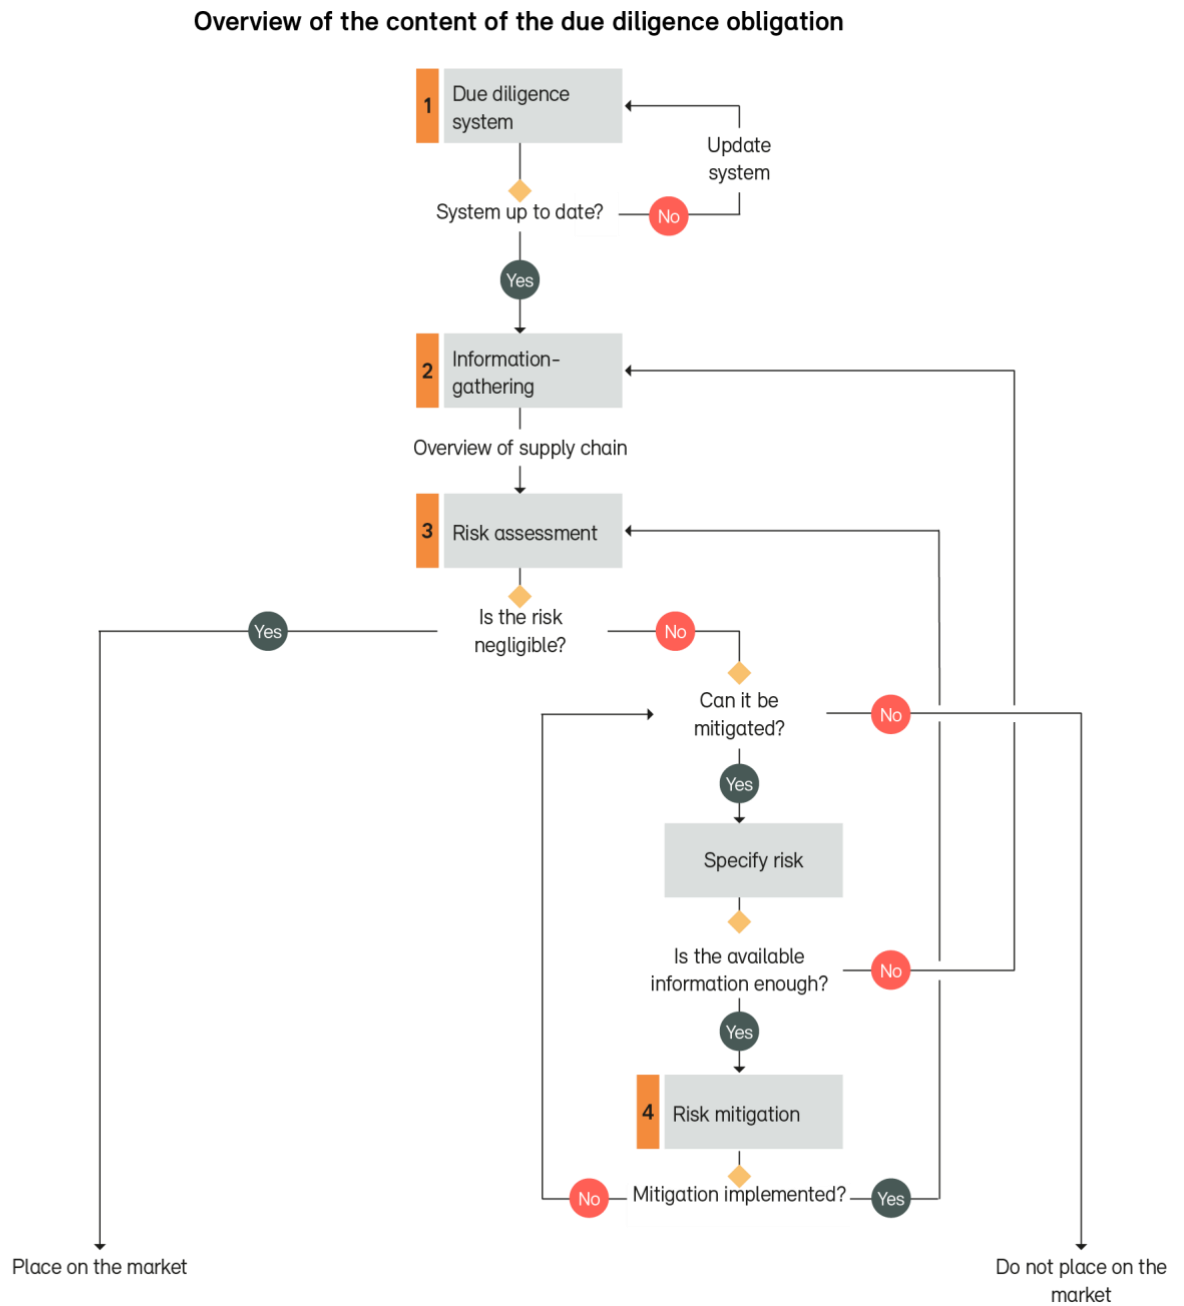 Overview of the content of the due diligence obligation
1
Due diligence
system
Update
system
System up to date?
No
Yes
2
Information-
gathering
Overview of supply chain
3
Risk assessment
Is the risk
negligible?
Yes
No
Can it be
mitigated?
No
Yes
Specify risk
Is the available
information enough?
No
Yes
4
Risk mitigation
No
Mitigation implemented?
Yes
Place on the market
Do not place on the
market